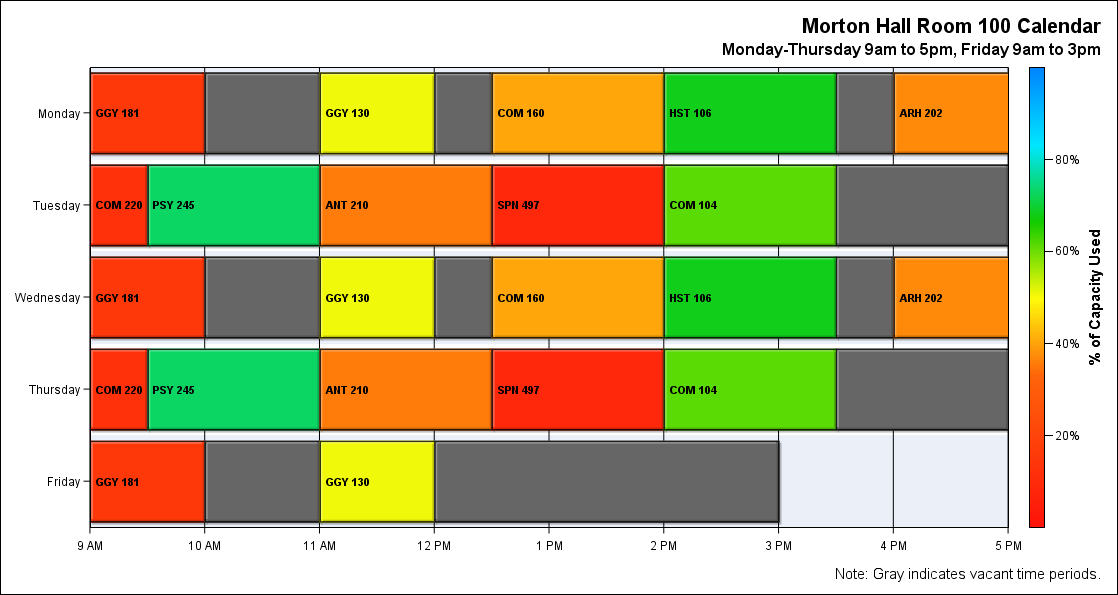 Morton Hall Room 100 Calendar
Monday-Thursday 9am to 5pm, Friday 9am to 3pm
Monday
GGY 181
GGY 130
COM 160
HST 106
ARH 202
Tuesday
COM 220
PSY 245
ANT 210
SPN 497
COM 104
Wednesday
GGY 181
GGY 130
COM 160
HST 106
ARH 202
Thursday
COM 220
PSY 245
ANT 210
SPN 497
COM 104
Friday
GGY 181
GGY 130
9 AM
10 AM
11 AM
12 PM
1 PM
2 PM
3 PM
4 PM
5 PM
80%
60%
40%
20%
% of Capacity Used
Note: Gray indicates vacant time periods.